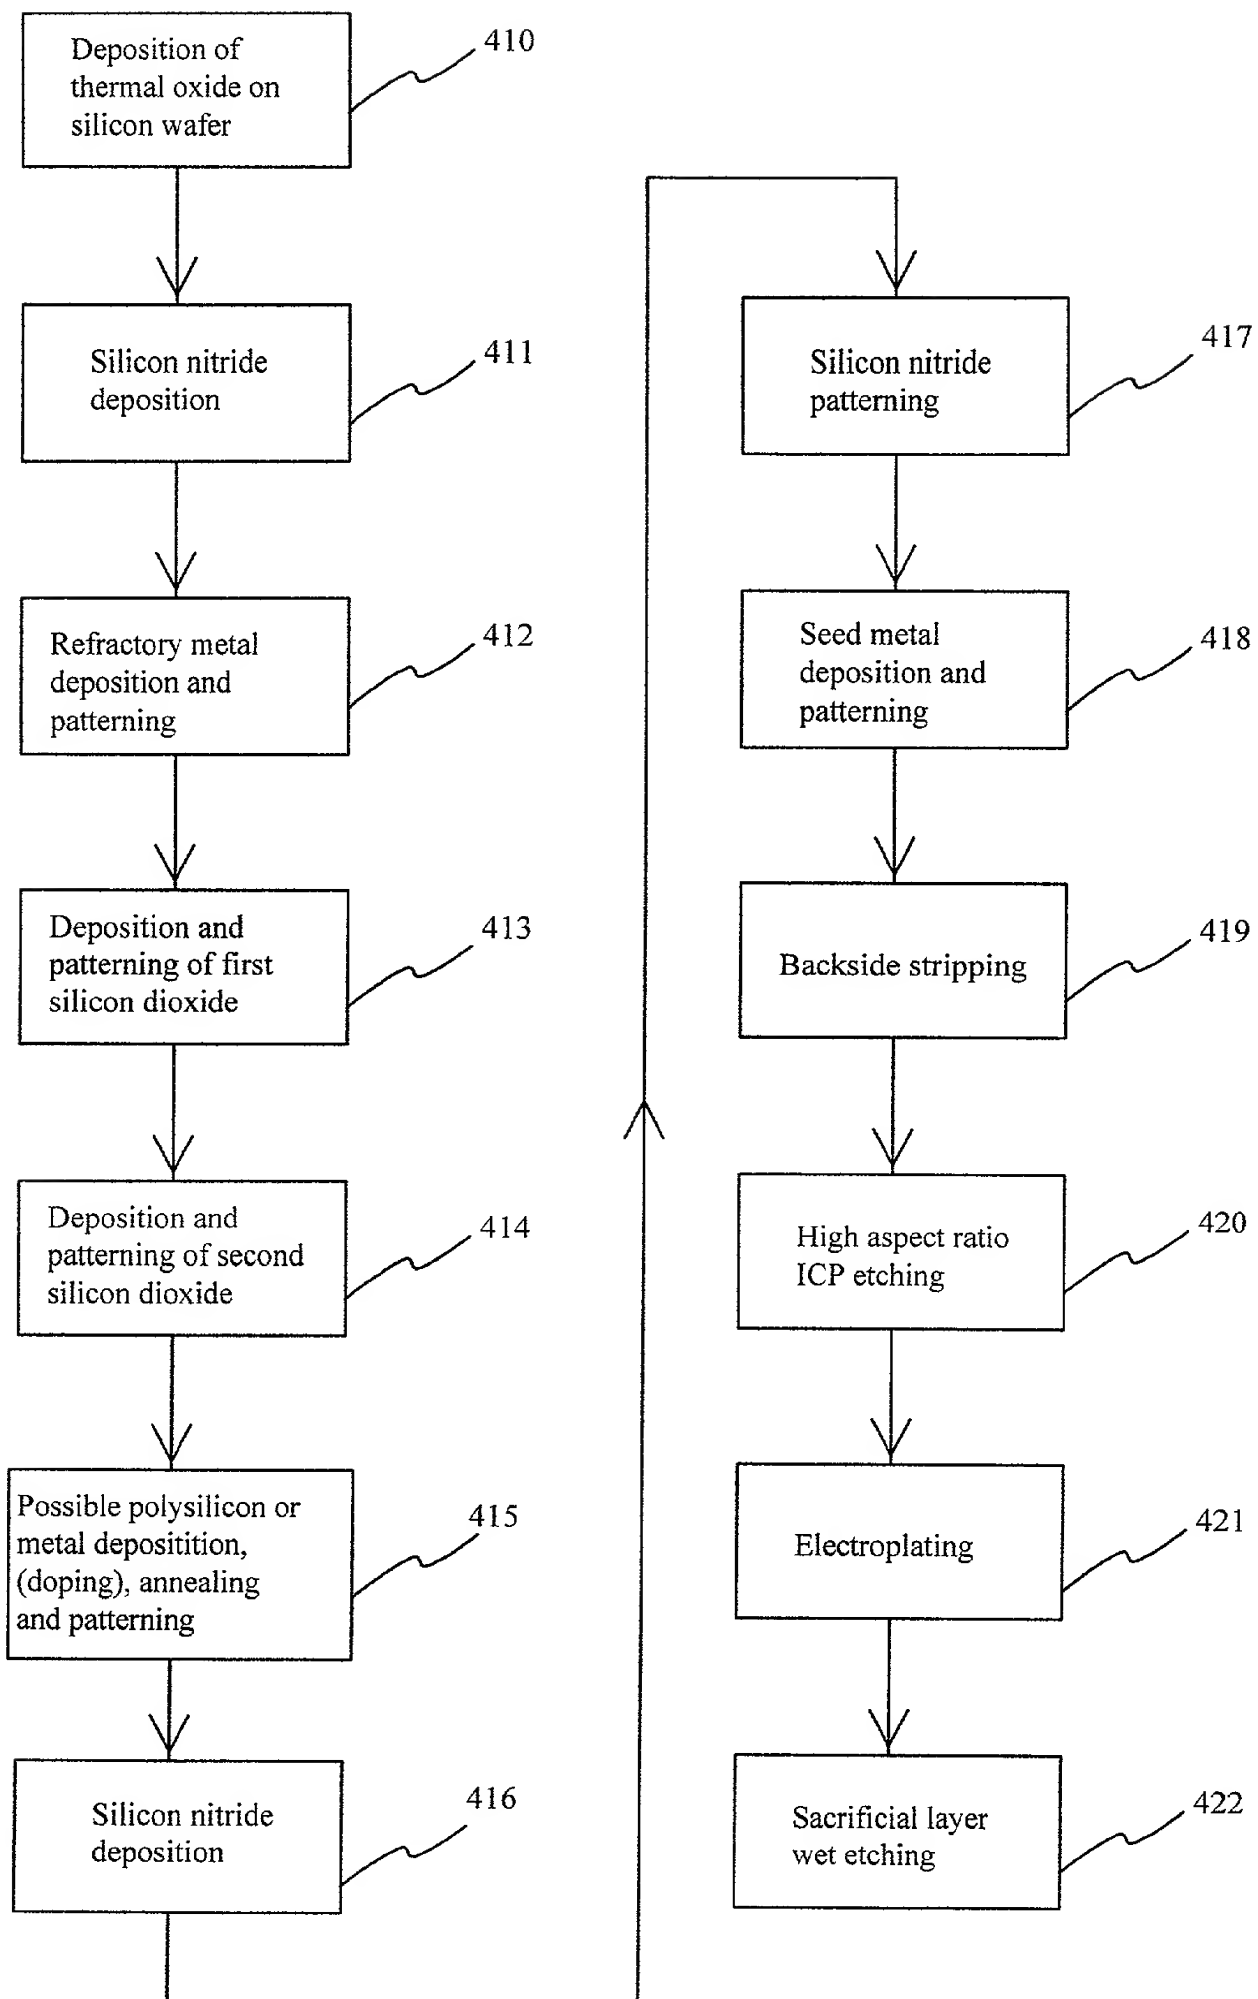 Deposition of
thermal oxide on
silicon wafer
410
Silicon nitride
deposition
411
Refractory metal
deposition and
patterning
412
Deposition and
patterning of first
silicon dioxide
413
Deposition and
patterning of second
silicon dioxide
414
Possible polysilicon or
metal depositition,
(doping), annealing
and patterning
415
Silicon nitride
deposition
416
Silicon nitride
patterning
417
Seed metal
deposition and
patterning
418
Backside stripping
419
High aspect ratio
ICP etching
420
Electroplating
421
Sacrificial layer
wet etching
422